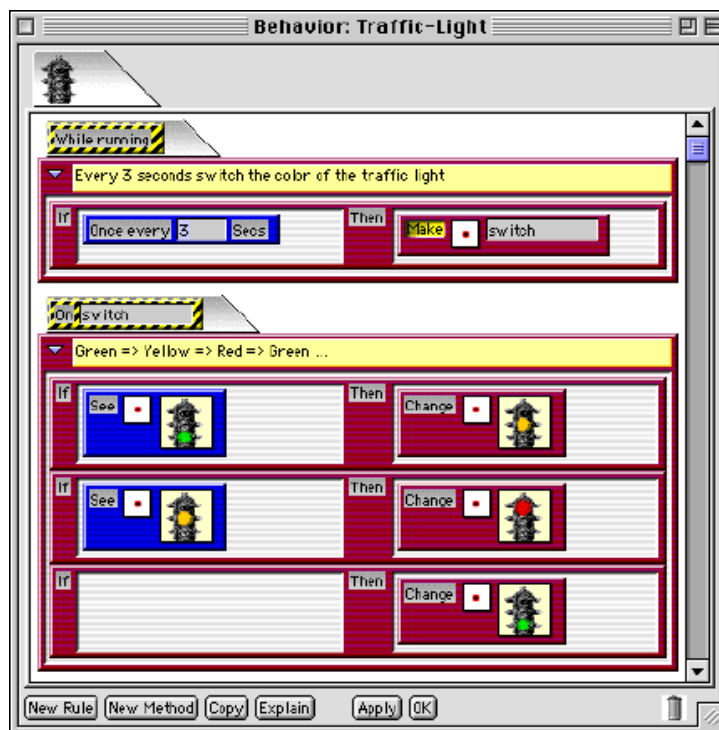 Behavior: Traffic-Light
While running
Every 3 seconds switch the color of the traffic light
If Once every 3 Secs Then Make switch
On switch
Green => Yellow => Red => Green ...
If See Then Change
If See Then Change
If Then Change
New Rule New Method Copy Explain Apply OK